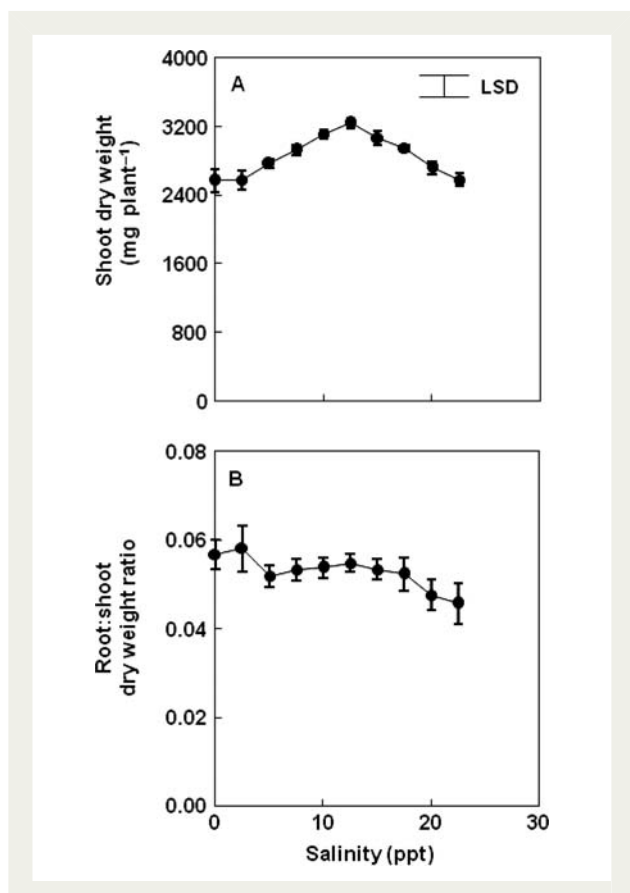 4000
A
LSD
3200
2400
1600
800
0
Shoot dry weight
(mg plant⁻¹)
0.08
B
0.06
0.04
0.02
0.00
Root:shoot
dry weight ratio
0 10 20 30
Salinity (ppt)